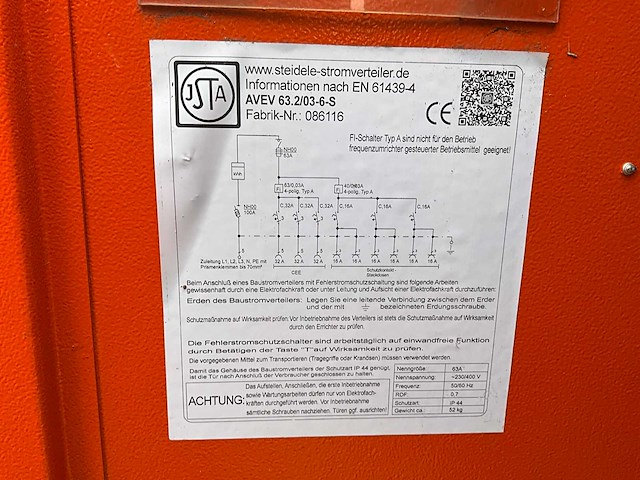 JSTA
www.steidele-stromverteiler.de
Informationen nach EN 61439-4
AVEV 63.2/03-6-S
Fabrik-Nr.: 086116
CE
FI-Schalter Typ A sind nicht für den Betrieb
frequenzumrichter gesteuerter Betriebsmittel geeignet!
NH00
63A
kWh
FI
63/0,03A
4-polig, Typ A
FI
4-polig, Typ A
NH00
100A
C,32A C,32A C,32A C,16A C,16A C,16A
3 3 3
5 5 5 5
32 A 32 A 32 A 16 A 16 A 16 A 16 A 16 A 16 A
Zuleitung L1, L2, L3, N, PE mit
Prismenklemmen bis 70mm²
CEE
Schutzkontakt -
Steckdosen
Beim Anschluß eines Baustromverteilers mit Fehlerstromschutzschaltung sind folgende Arbeiten
gewissenhaft durch eine Elektrofachkraft oder unter Leitung und Aufsicht einer Elektrofachkraft durchzuführen:
Erden des Baustromverteilers: Legen Sie eine leitende Verbindung zwischen dem Erder
und der mit ⏚ bezeichneten Erdungsschraube.
Schutzmaßnahme auf Wirksamkeit prüfen: Vor Inbetriebnahme des Verteilers ist stets die Schutzmaßnahme auf Wirksamkeit
durch den Errichter zu prüfen.
Die Fehlerstromschutzschalter sind arbeitstäglich auf einwandfreie Funktion
durch Betätigen der Taste "T" auf Wirksamkeit zu prüfen.
Die vorgegebenen Mittel zum Transportieren (Tragegriffe oder Kranösen) müssen verwendet werden.
Damit das Gehäuse des Baustromverteilers der Schutzart IP 44 genügt,
ist die Tür nach Anschluß der Verbraucher geschlossen zu halten.
ACHTUNG:
Das Aufstellen, Anschließen, die erste Inbetriebnahme
sowie Wartungsarbeiten dürfen nur von Elektrofach-
kräften durchgeführt werden. Vor Inbetriebnahme
sämtliche Schrauben nachziehen. Türen ggf. ausrichten!
Nenngröße: 63A
Nennspannung: ~230/400 V
Frequenz: 50/60 Hz
RDF 0,7
Schutzart: IP 44
Gewicht ca.: 52 kg